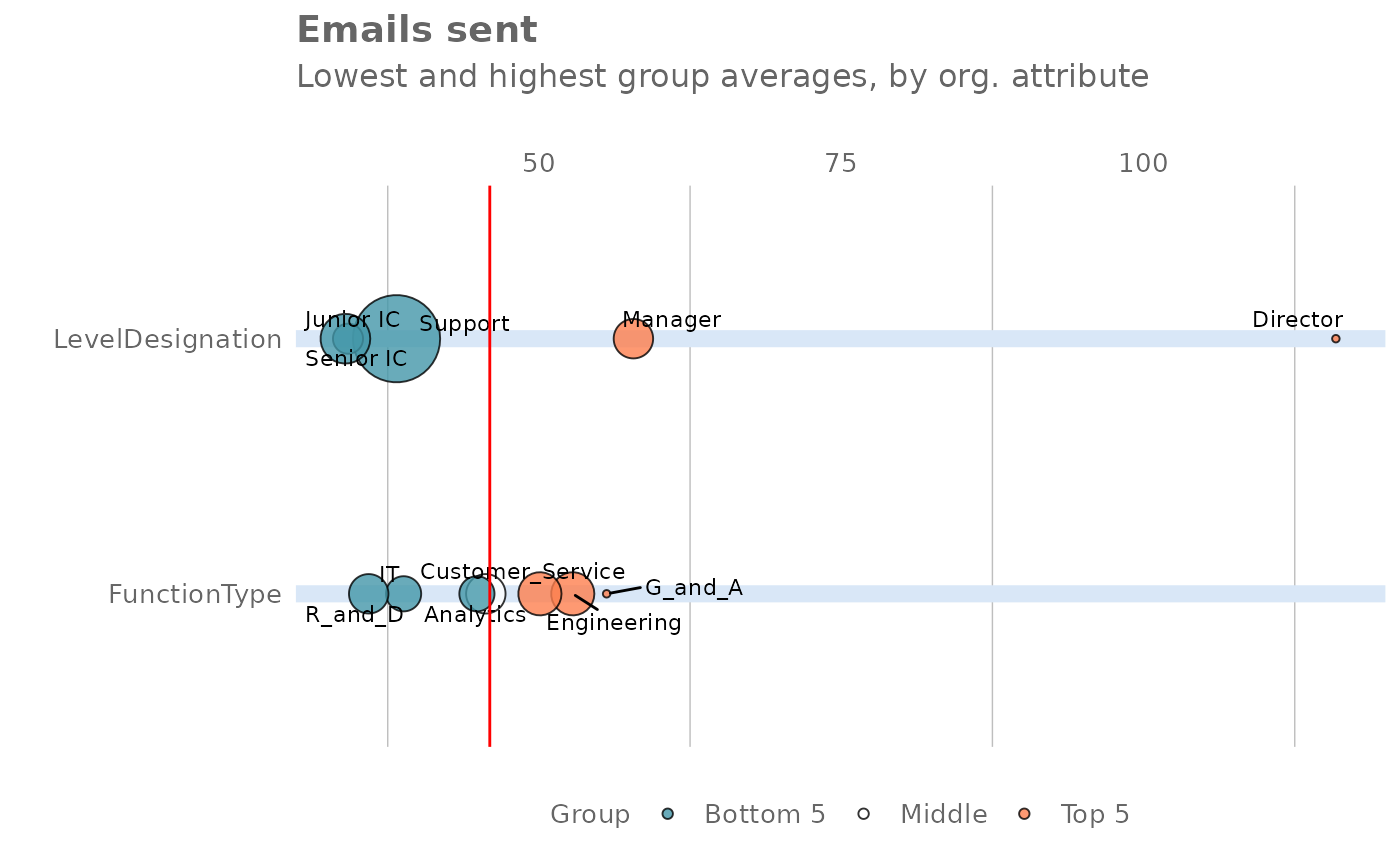 Emails sent
Lowest and highest group averages, by org. attribute
50 75 100
Junior IC Support Manager Director
LevelDesignation
Senior IC
IT Customer_Service
G_and_A
FunctionType
R_and_D Analytics Engineering
Group Bottom 5 Middle Top 5